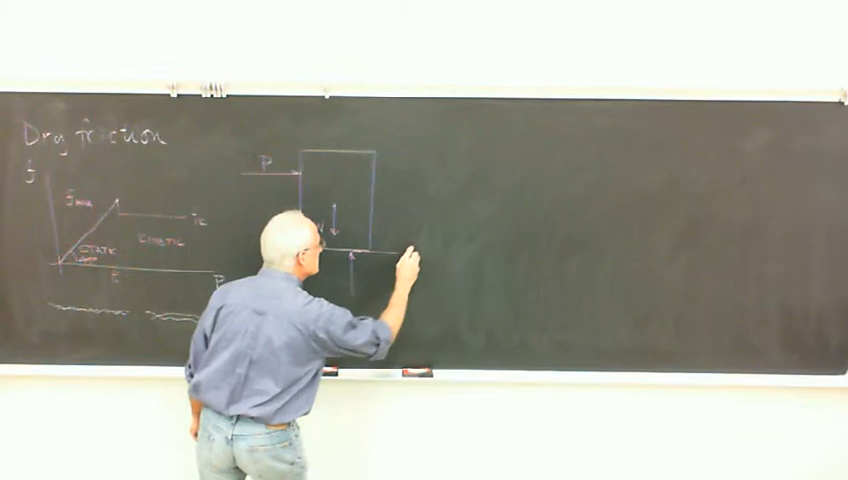 Dry friction
f
P
fmax
fK
KINETIC
STATIC
P